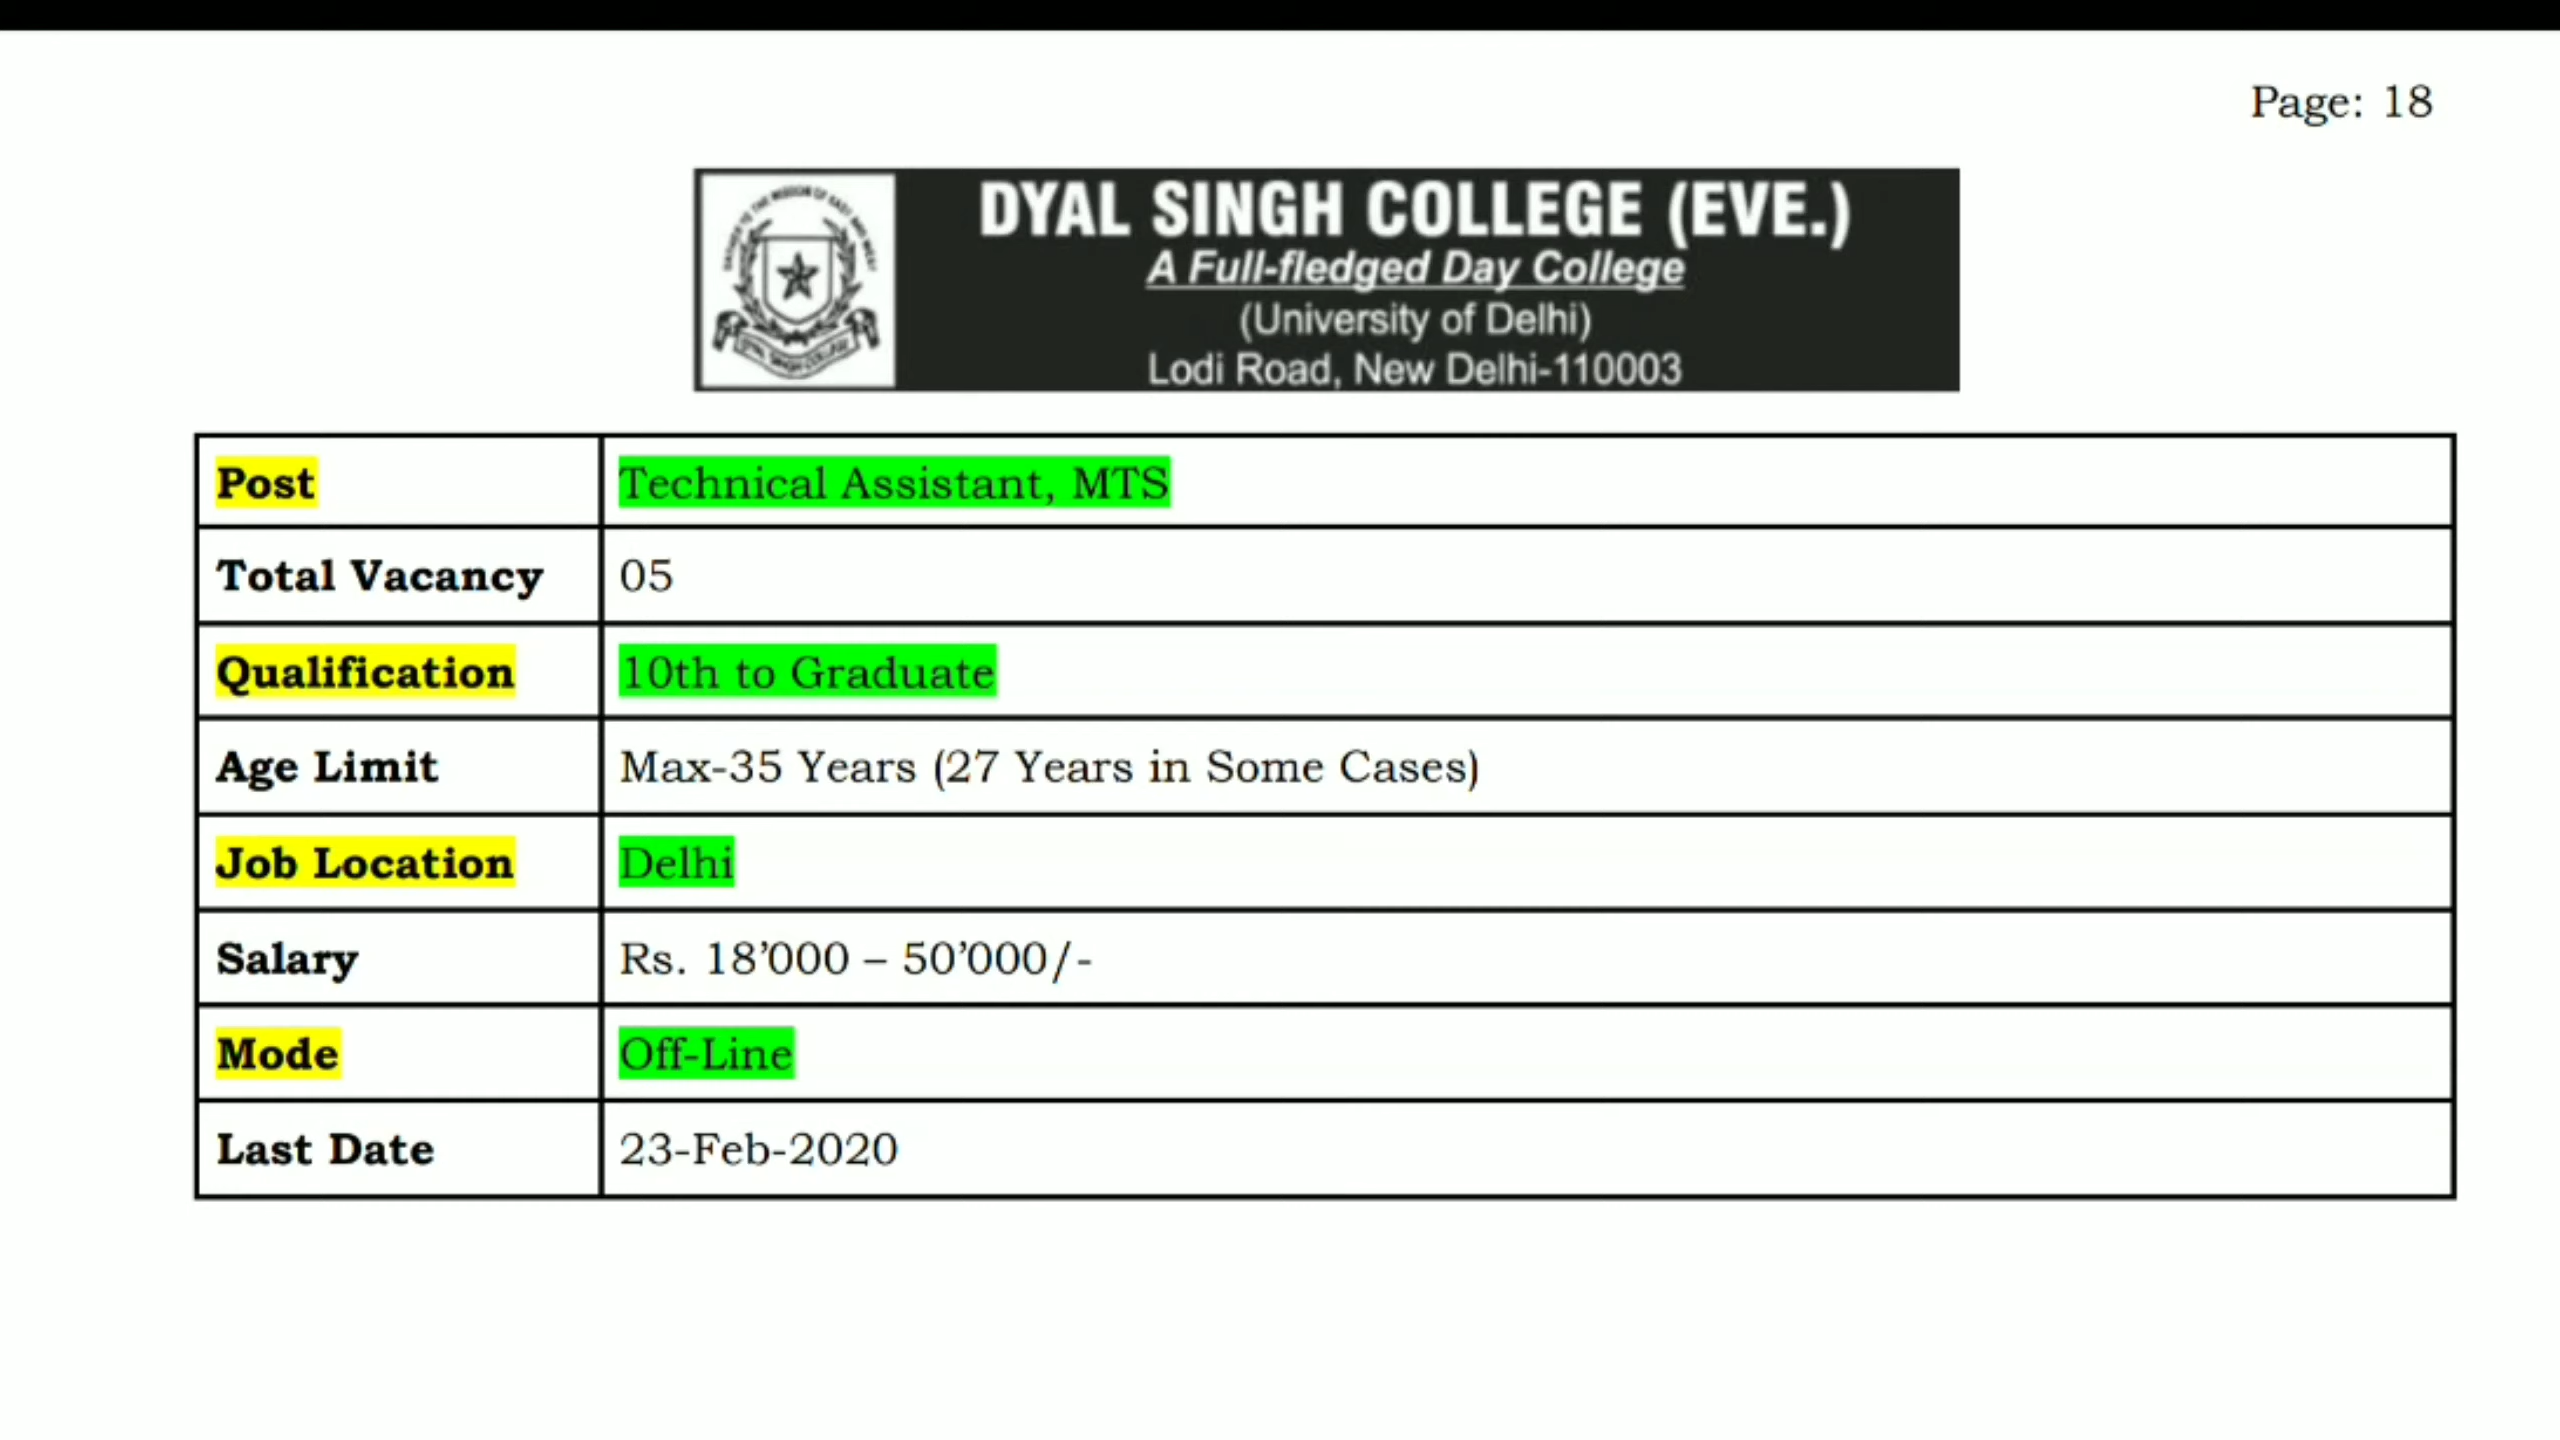 Page: 18
DYAL SINGH COLLEGE (EVE.)
A Full-fledged Day College
(University of Delhi)
Lodi Road, New Delhi-110003
Post Technical Assistant, MTS
Total Vacancy 05
Qualification 10th to Graduate
Age Limit Max-35 Years (27 Years in Some Cases)
Job Location Delhi
Salary Rs. 18’000 – 50’000/-
Mode Off-Line
Last Date 23-Feb-2020